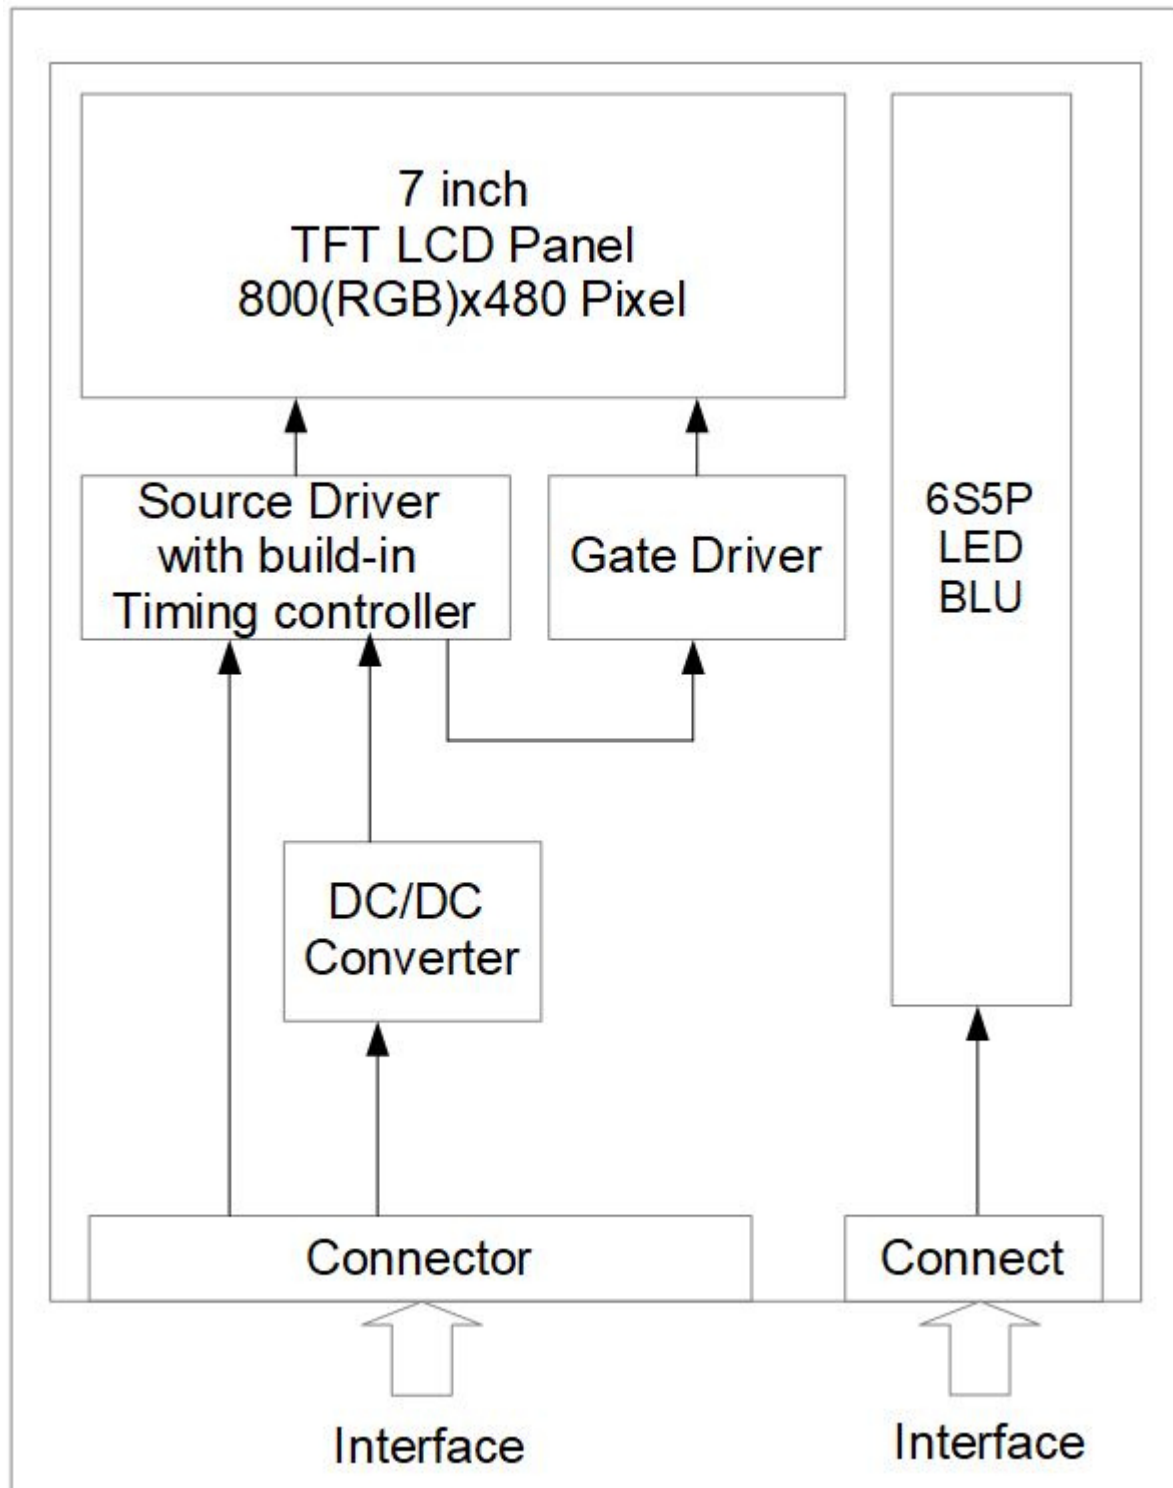 7 inch
TFT LCD Panel
800(RGB)x480 Pixel
Source Driver
with build-in
Timing controller
Gate Driver
6S5P
LED
BLU
DC/DC
Converter
Connector
Connect
Interface
Interface